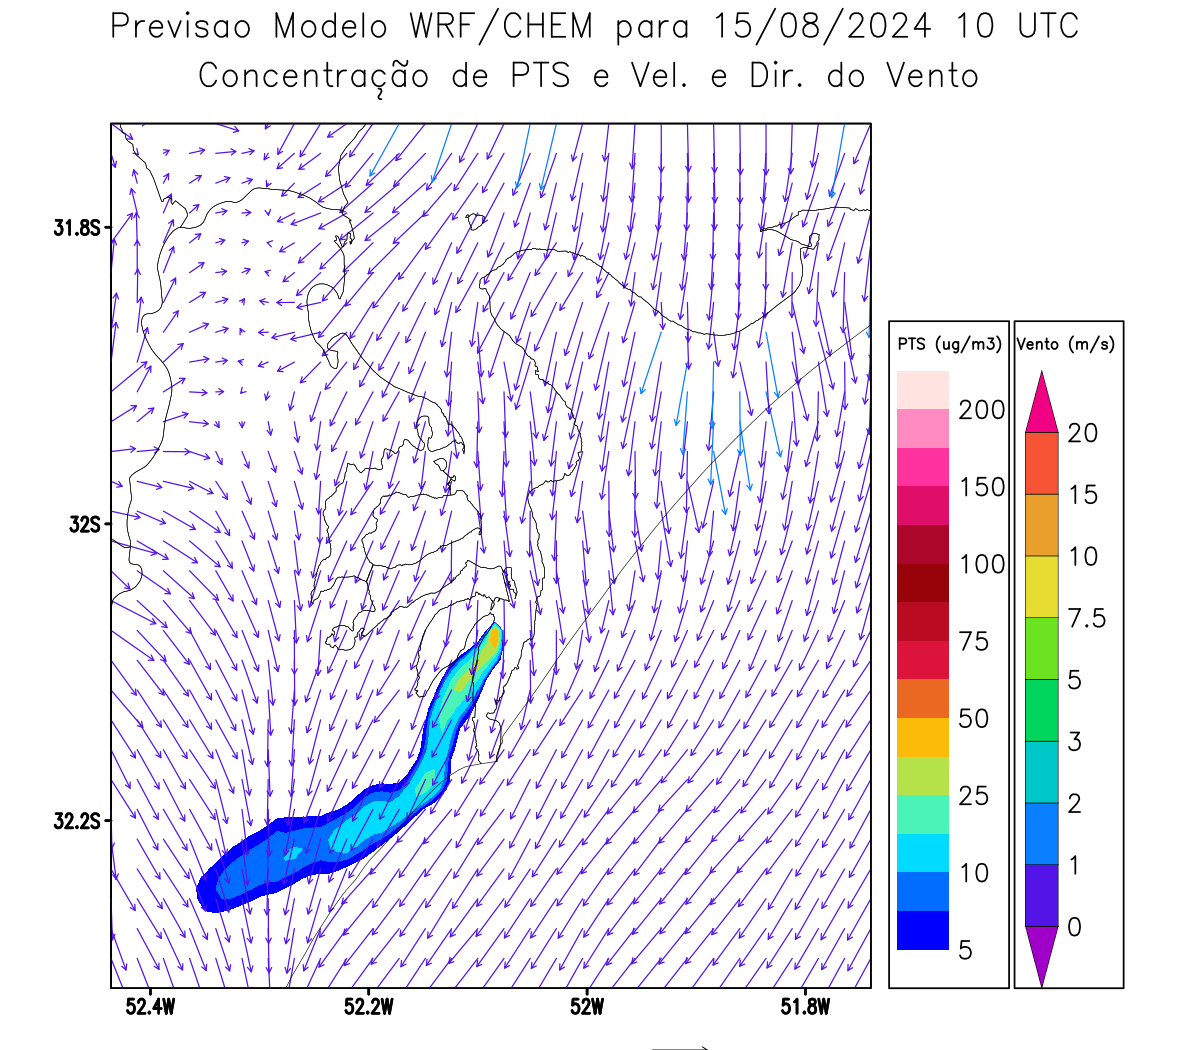 Previsao Modelo WRF/CHEM para 15/08/2024 10 UTC
Concentração de PTS e Vel. e Dir. do Vento
31.8S
32S
32.2S
52.4W 52.2W 52W 51.8W
PTS (ug/m3)
200
150
100
75
50
25
10
5
Vento (m/s)
20
15
10
7.5
5
3
2
1
0